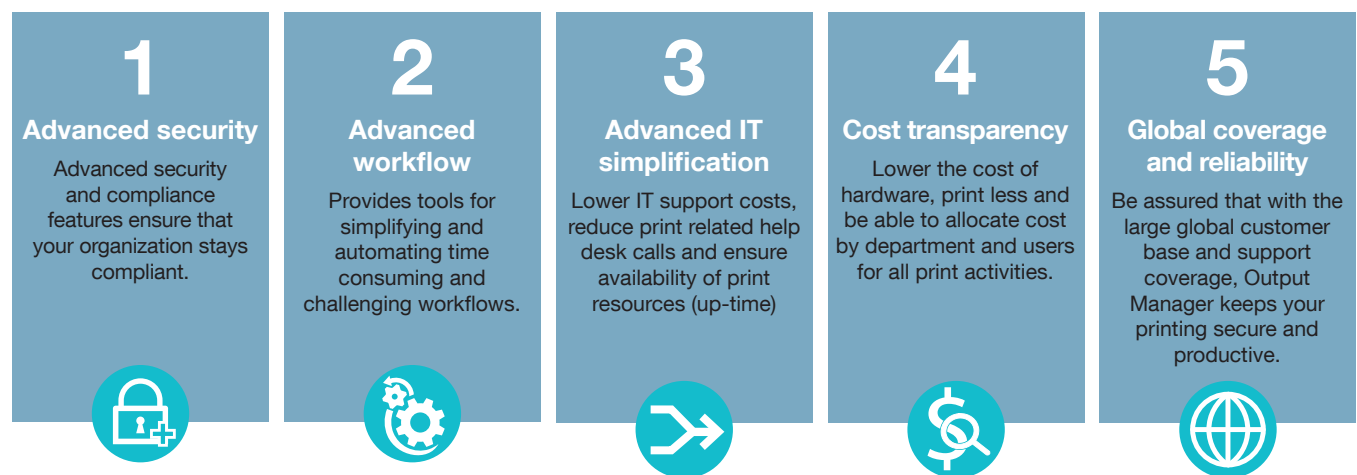 1
Advanced security
Advanced security
and compliance
features ensure that
your organization stays
compliant.
2
Advanced
workflow
Provides tools for
simplifying and
automating time
consuming and
challenging workflows.
3
Advanced IT
simplification
Lower IT support costs,
reduce print related help
desk calls and ensure
availability of print
resources (up-time)
4
Cost transparency
Lower the cost of
hardware, print less and
be able to allocate cost
by department and users
for all print activities.
5
Global coverage
and reliability
Be assured that with the
large global customer
base and support
coverage, Output
Manager keeps your
printing secure and
productive.